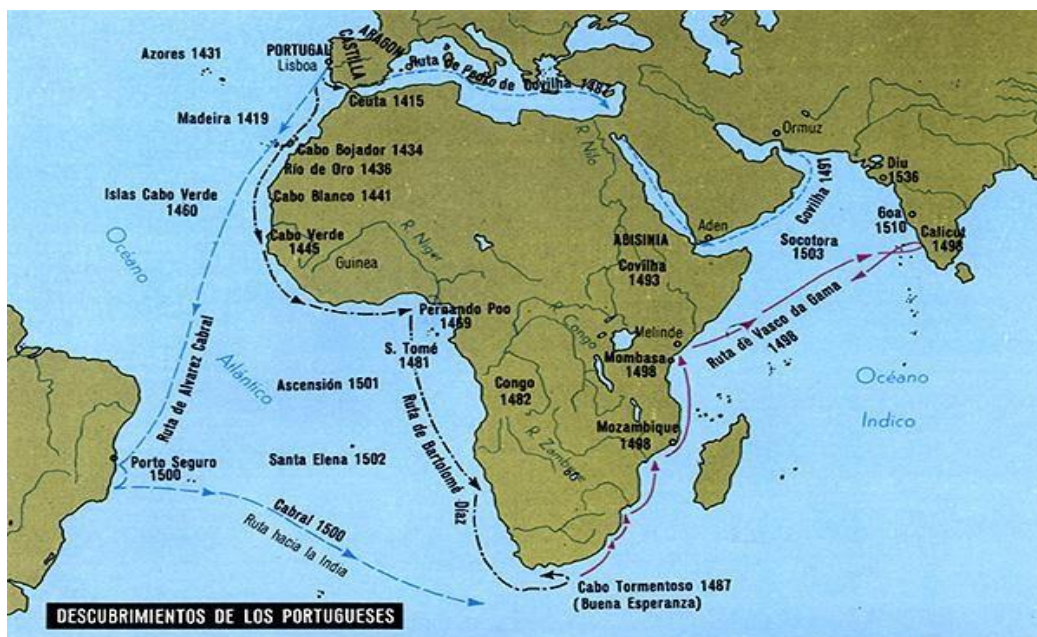 Azores 1431
PORTUGAL
Lisboa
CASTILLA
ARAGON
Ruta de Pedro de Covilha 1487
Ceuta 1415
Madeira 1419
Cabo Bojador 1434
Río de Oro 1436
Cabo Blanco 1441
Islas Cabo Verde
1460
Cabo Verde
1445
Guinea
R. Niger
R. Nilo
Ormuz
Covilha 1491
Diu
1536
Goa
1510
Calicut
1498
Aden
Socotora
1503
ABISINIA
Covilha
1493
Océano
Atlántico
Fernando Poo
1469
S. Tomé
1481
Congo
Melinde
Ruta de Vasco da Gama
1498
Mombasa
1498
Océano
Indico
Ruta de Alvarez Cabral
Ascensión 1501
Congo
1482
Mozambique
1498
R. Zambeze
Ruta de Bartolomé Díaz
Porto Seguro
1500
Santa Elena 1502
Cabral 1500
Ruta hacia la India
Cabo Tormentoso 1487
(Buena Esperanza)
DESCUBRIMIENTOS DE LOS PORTUGUESES